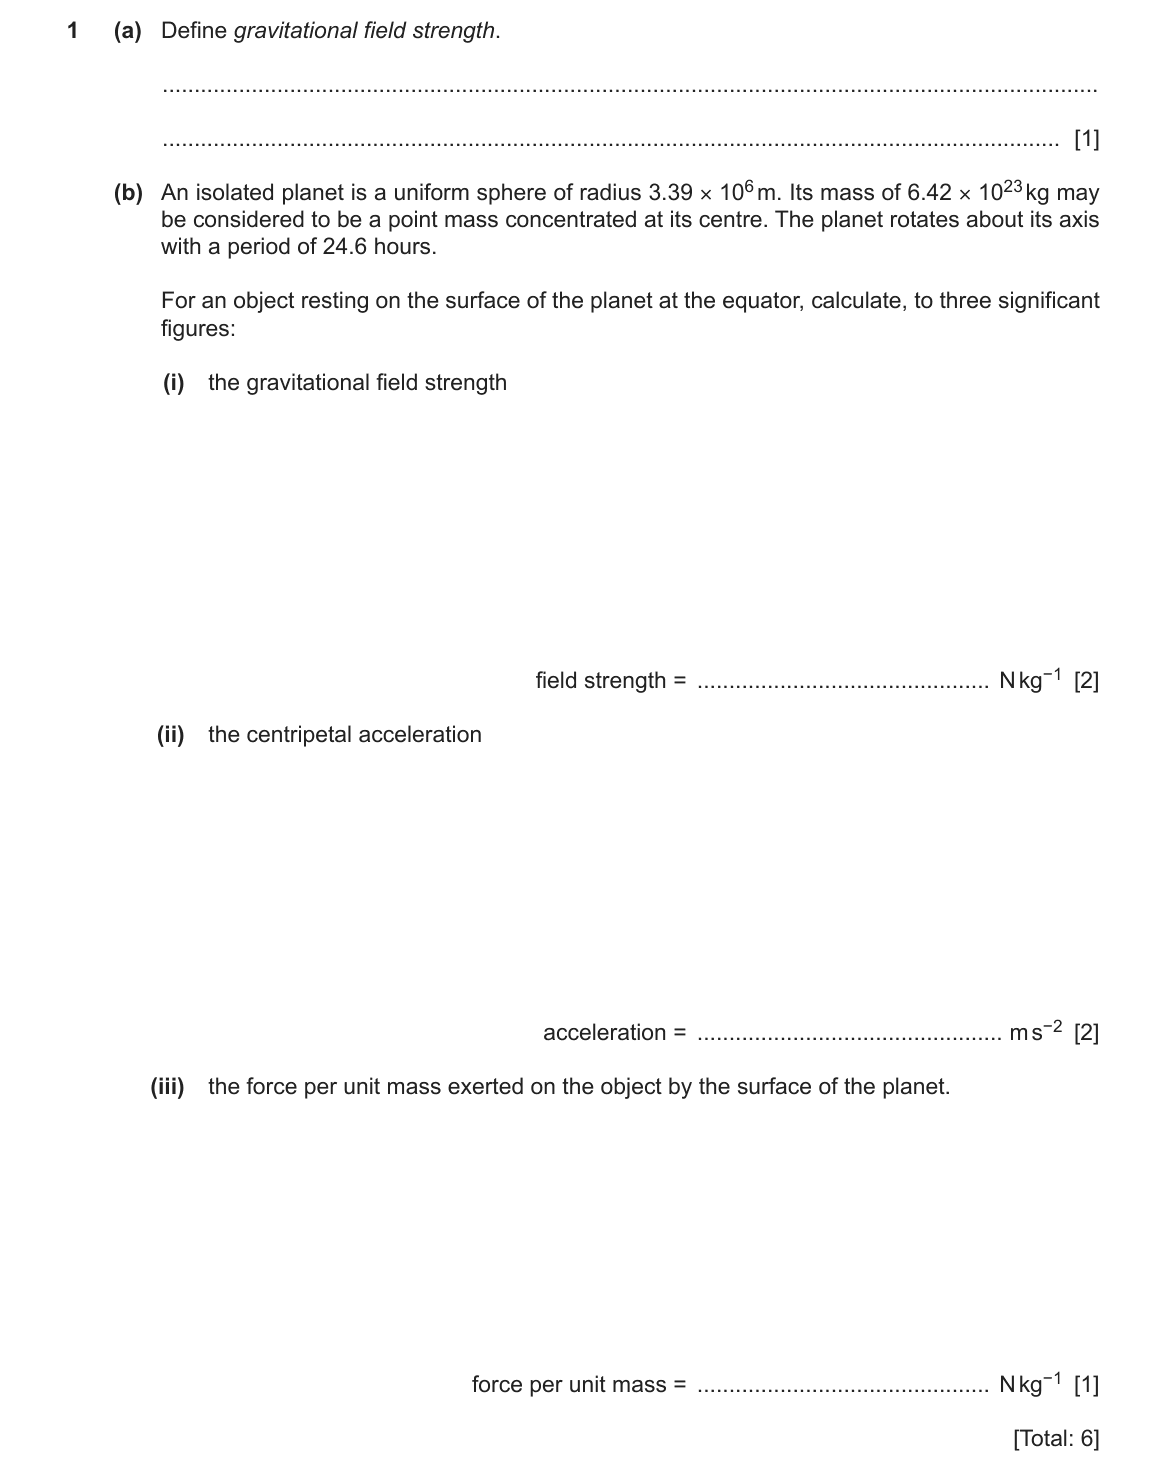 1 (a) Define gravitational field strength.
..........................................................................................................................................
.................................................................................................................................... [1]
(b) An isolated planet is a uniform sphere of radius 3.39 × 10⁶ m. Its mass of 6.42 × 10²³ kg may
be considered to be a point mass concentrated at its centre. The planet rotates about its axis
with a period of 24.6 hours.
For an object resting on the surface of the planet at the equator, calculate, to three significant
figures:
(i) the gravitational field strength
field strength = .............................................. N kg⁻¹ [2]
(ii) the centripetal acceleration
acceleration = ................................................ m s⁻² [2]
(iii) the force per unit mass exerted on the object by the surface of the planet.
force per unit mass = .............................................. N kg⁻¹ [1]
[Total: 6]